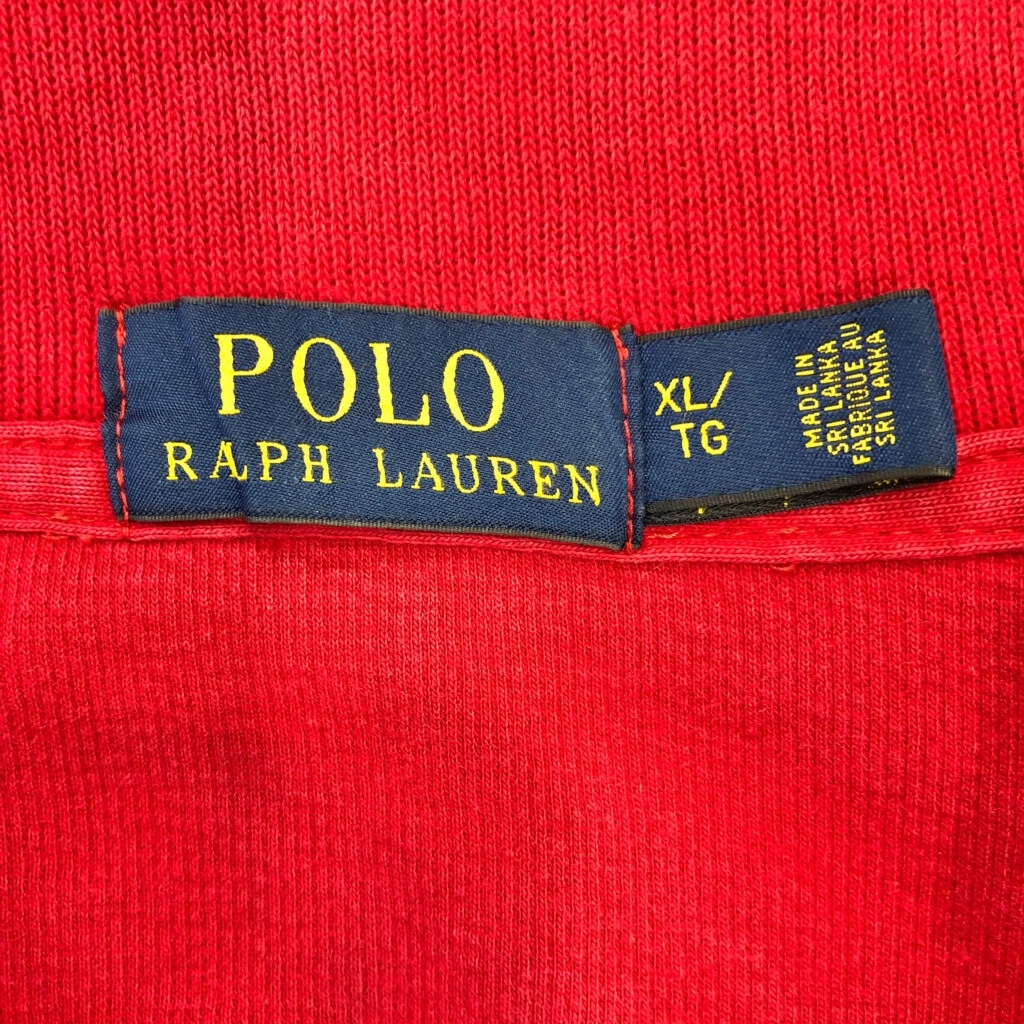 POLO
RALPH LAUREN
XL/
TG
MADE IN
SRI LANKA
FABRIQUE AU
SRI LANKA